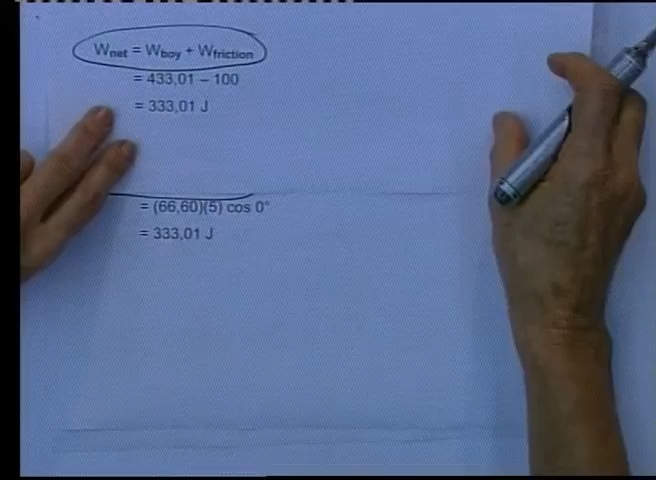 Wnet = Wboy + Wfriction
= 433,01 – 100
= 333,01 J
= (66,60)(5) cos 0°
= 333,01 J